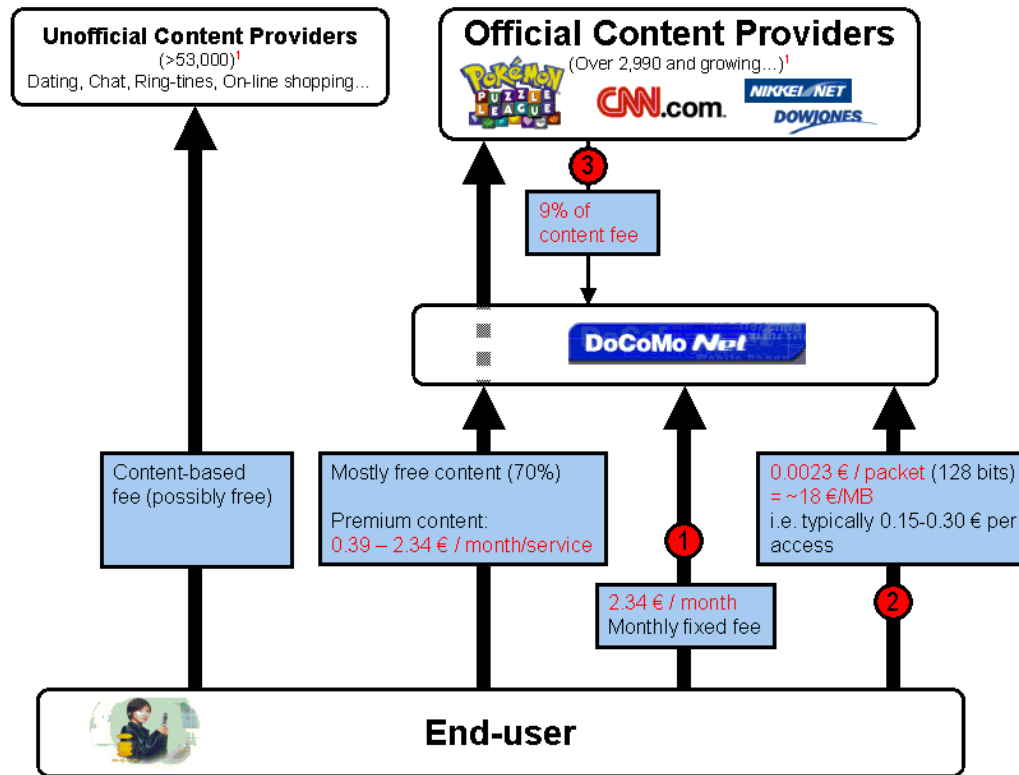 Unofficial Content Providers
(>53,000)1
Dating, Chat, Ring-tines, On-line shopping...
Official Content Providers
(Over 2,990 and growing...)1
POKéMON
PUZZLE
LEAGUE
CNN.com.
NIKKEI NET
DOWJONES
3
9% of
content fee
DoCoMo Net
Content-based
fee (possibly free)
Mostly free content (70%)
Premium content:
0.39 – 2.34 € / month/service
1
2.34 € / month
Monthly fixed fee
0.0023 € / packet (128 bits)
= ~18 €/MB
i.e. typically 0.15-0.30 € per
access
2
End-user